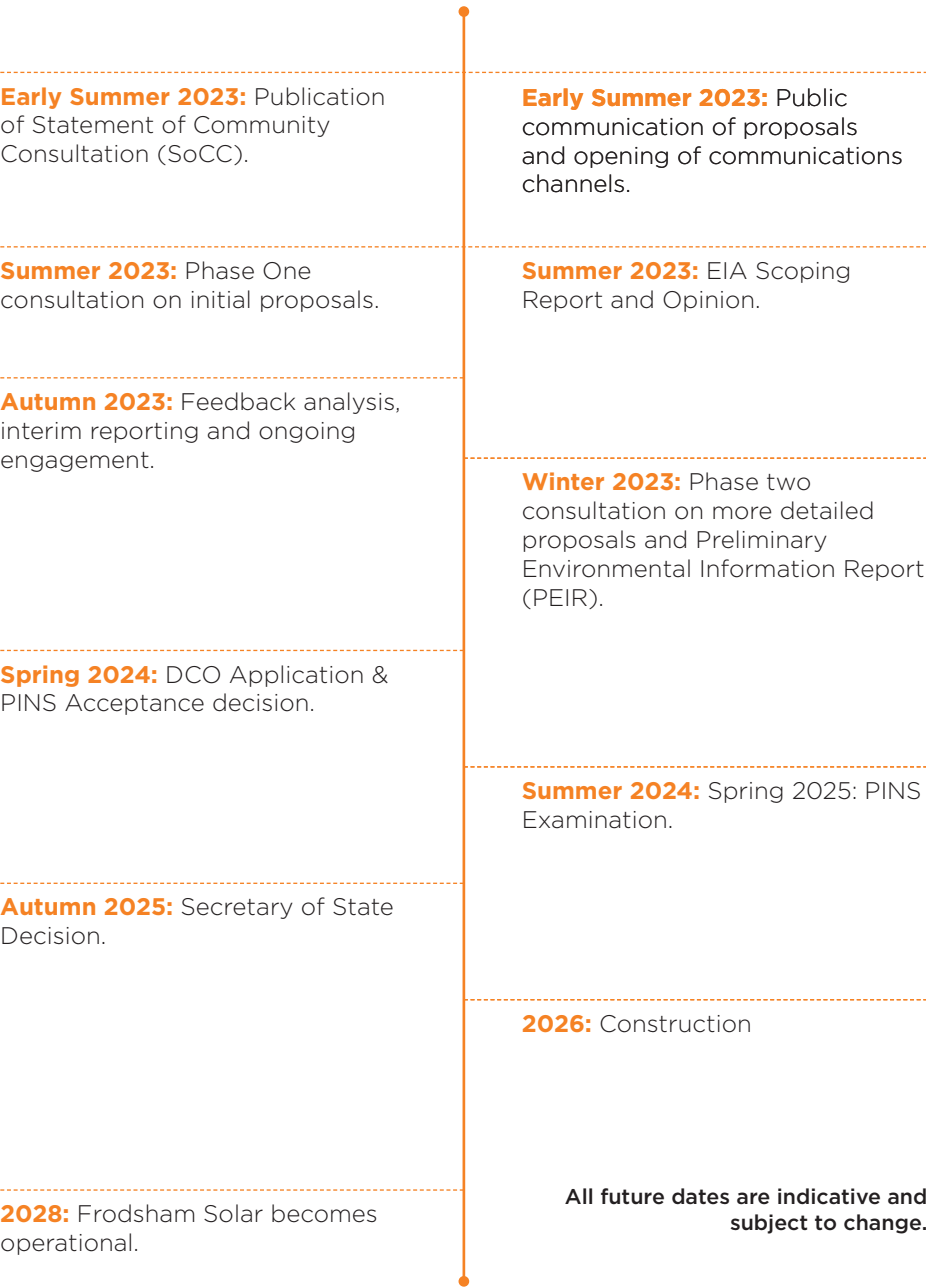 Early Summer 2023: Publication
of Statement of Community
Consultation (SoCC).
Early Summer 2023: Public
communication of proposals
and opening of communications
channels.
Summer 2023: Phase One
consultation on initial proposals.
Summer 2023: EIA Scoping
Report and Opinion.
Autumn 2023: Feedback analysis,
interim reporting and ongoing
engagement.
Winter 2023: Phase two
consultation on more detailed
proposals and Preliminary
Environmental Information Report
(PEIR).
Spring 2024: DCO Application &
PINS Acceptance decision.
Summer 2024: Spring 2025: PINS
Examination.
Autumn 2025: Secretary of State
Decision.
2026: Construction
2028: Frodsham Solar becomes
operational.
All future dates are indicative and
subject to change.